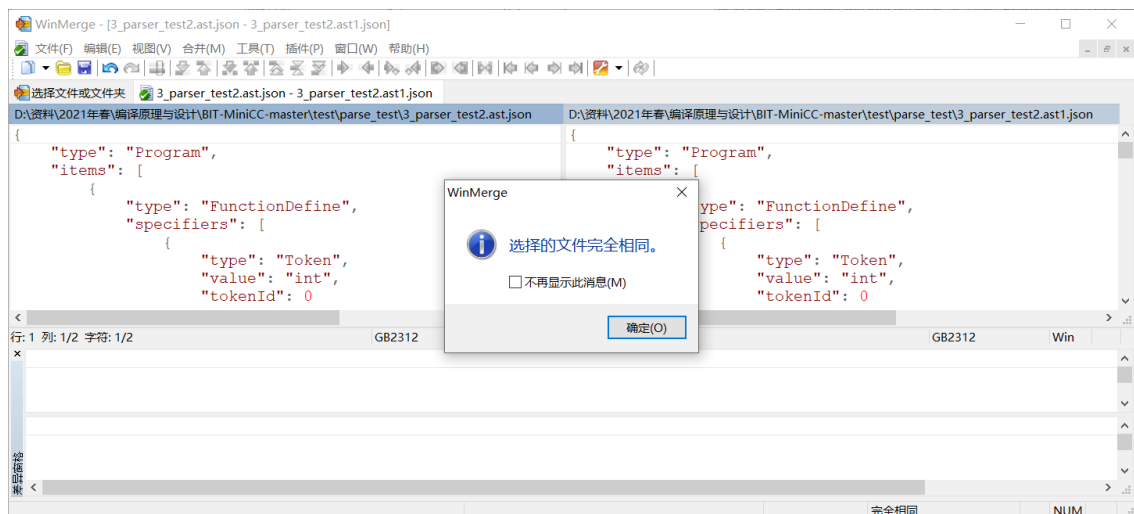 WinMerge - [3_parser_test2.ast.json - 3_parser_test2.ast1.json]
文件(F) 编辑(E) 视图(V) 合并(M) 工具(T) 插件(P) 窗口(W) 帮助(H)
选择文件或文件夹 3_parser_test2.ast.json - 3_parser_test2.ast1.json
D:\资料\2021年春\编译原理与设计\BIT-MiniCC-master\test\parse_test\3_parser_test2.ast.json D:\资料\2021年春\编译原理与设计\BIT-MiniCC-master\test\parse_test\3_parser_test2.ast1.json
{ {
"type": "Program", "type": "Program",
"items": [ "items": [
{
"type": "FunctionDefine", ype": "FunctionDefine",
"specifiers": [ pecifiers": [
{ {
"type": "Token", "type": "Token",
"value": "int", "value": "int",
"tokenId": 0 "tokenId": 0
WinMerge
选择的文件完全相同。
不再显示此消息(M)
确定(O)
行: 1 列: 1/2 字符: 1/2 GB2312 GB2312 Win
差异窗格
完全相同 NUM